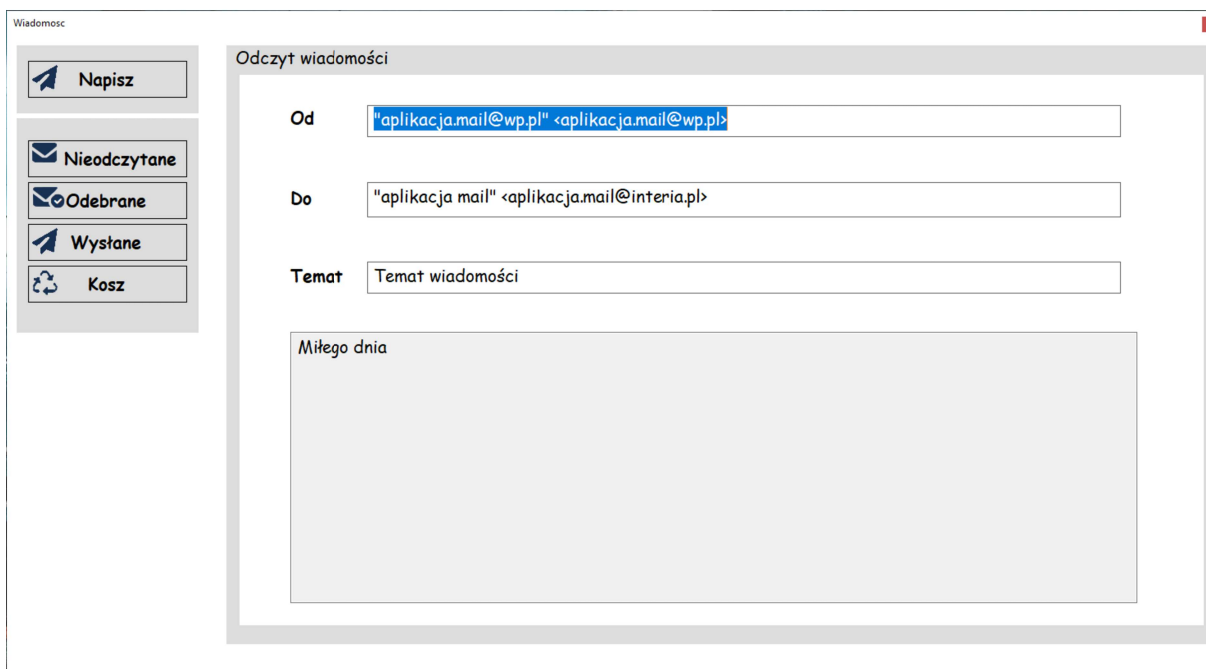 Wiadomosc
Napisz
Nieodczytane
Odebrane
Wysłane
Kosz
Odczyt wiadomości
Od "aplikacja.mail@wp.pl" <aplikacja.mail@wp.pl>
Do "aplikacja mail" <aplikacja.mail@interia.pl>
Temat Temat wiadomości
Miłego dnia